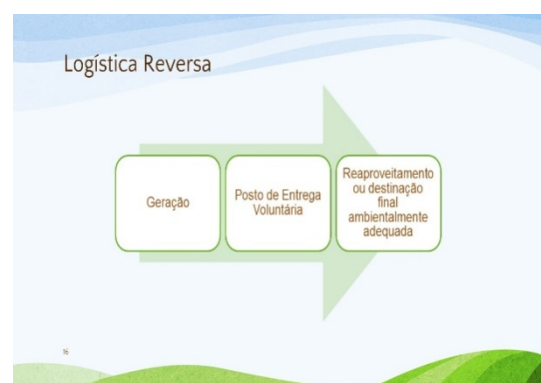 Logística Reversa
Geração
Posto de Entrega
Voluntária
Reaproveitamento
ou destinação
final
ambientalmente
adequada
16